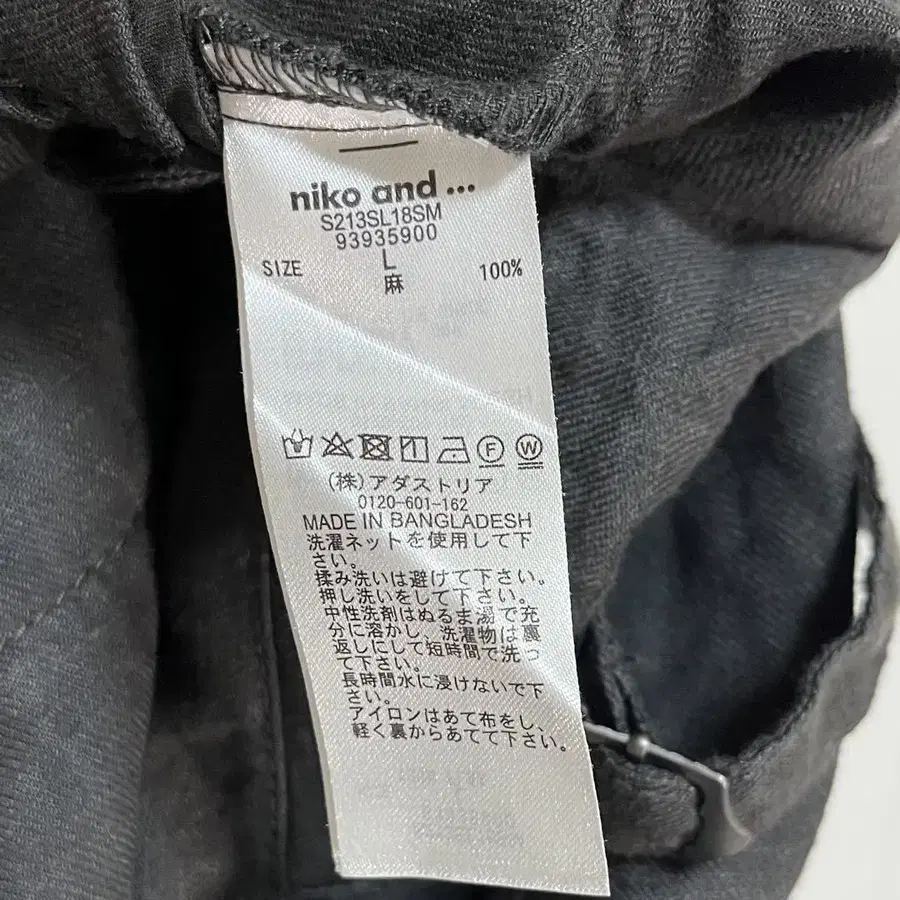 niko and ...
S213SL18SM
93935900
SIZE L
麻 100%
F W
(株)アダストリア
0120-601-162
MADE IN BANGLADESH
洗濯ネットを使用して下
さい。
揉み洗いは避けて下さい。
押し洗いをして下さい。
中性洗剤はぬるま湯で充
分に溶かし、洗濯物は裏
返しにして短時間で洗っ
て下さい。
長時間水に浸けないで下
さい。
アイロンはあて布をし、
軽く裏からあてて下さい。